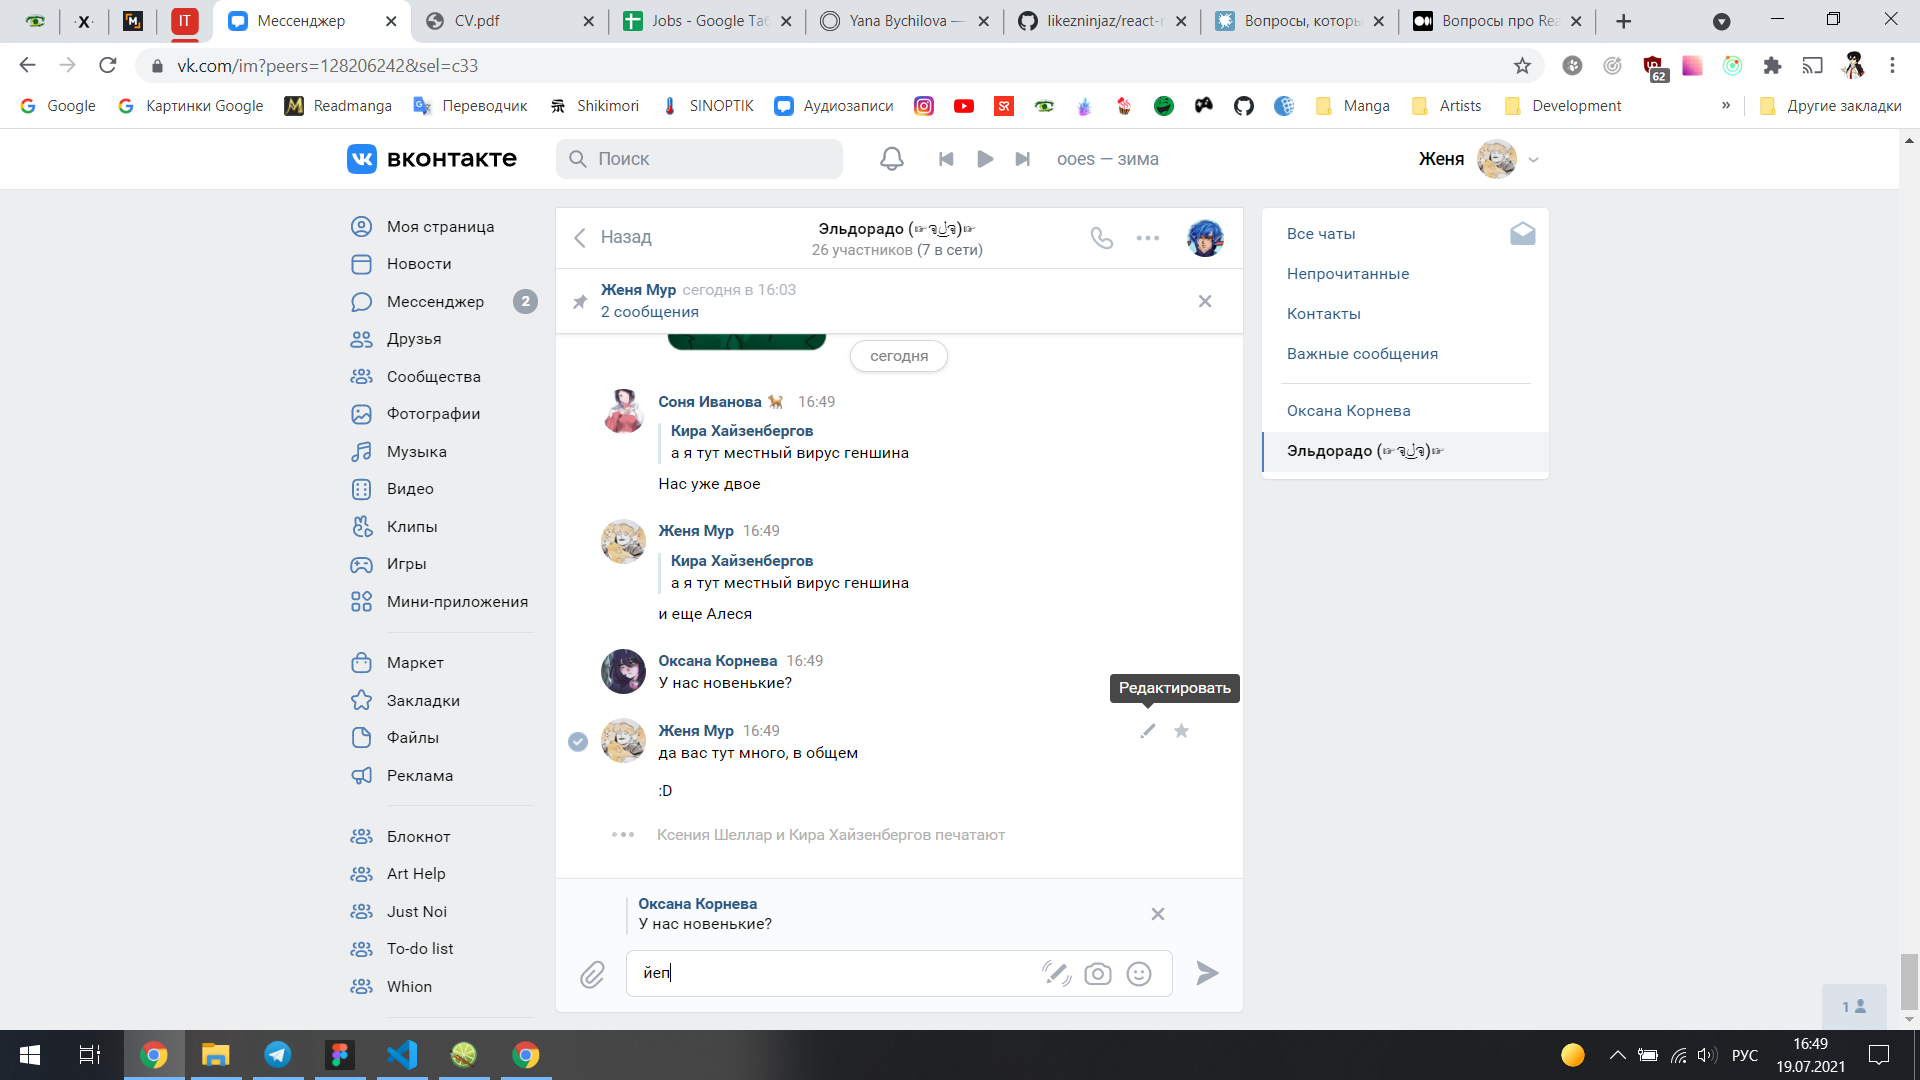 IT
Мессенджер
CV.pdf
Jobs - Google Таб
Yana Bychilova —
likezninjaz/react-r
Вопросы, которы
Вопросы про Rea
vk.com/im?peers=128206242&sel=c33
62
Google
Картинки Google
Readmanga
Переводчик
Shikimori
SINOPTIK
Аудиозаписи
Manga
Artists
Development
»
Другие закладки
вконтакте
Поиск
ooes — зима
Женя
Моя страница
Новости
Мессенджер 2
Друзья
Сообщества
Фотографии
Музыка
Видео
Клипы
Игры
Мини-приложения
Маркет
Закладки
Файлы
Реклама
Блокнот
Art Help
Just Noi
To-do list
Whion
Назад
Эльдорадо
26 участников (7 в сети)
Женя Мур сегодня в 16:03
2 сообщения
сегодня
Соня Иванова 🐕 16:49
Кира Хайзенбергов
а я тут местный вирус геншина
Нас уже двое
Женя Мур 16:49
Кира Хайзенбергов
а я тут местный вирус геншина
и еще Алеся
Оксана Корнева 16:49
У нас новенькие?
Редактировать
Женя Мур 16:49
да вас тут много, в общем
:D
Ксения Шеллар и Кира Хайзенбергов печатают
Оксана Корнева
У нас новенькие?
йеп
Все чаты
Непрочитанные
Контакты
Важные сообщения
Оксана Корнева
Эльдорадо
1
РУС
16:49
19.07.2021